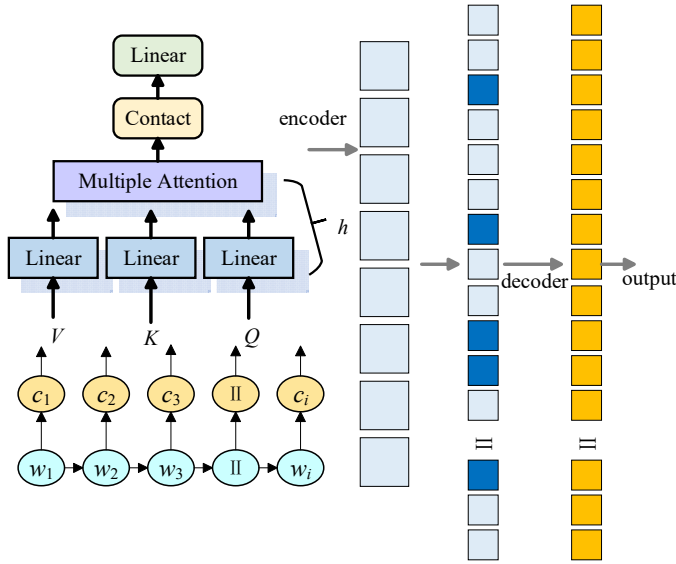 Linear
Contact
encoder
Multiple Attention
h
Linear Linear Linear
decoder
output
V K Q
c1 c2 c3 II ci
w1 w2 w3 II wi
II II